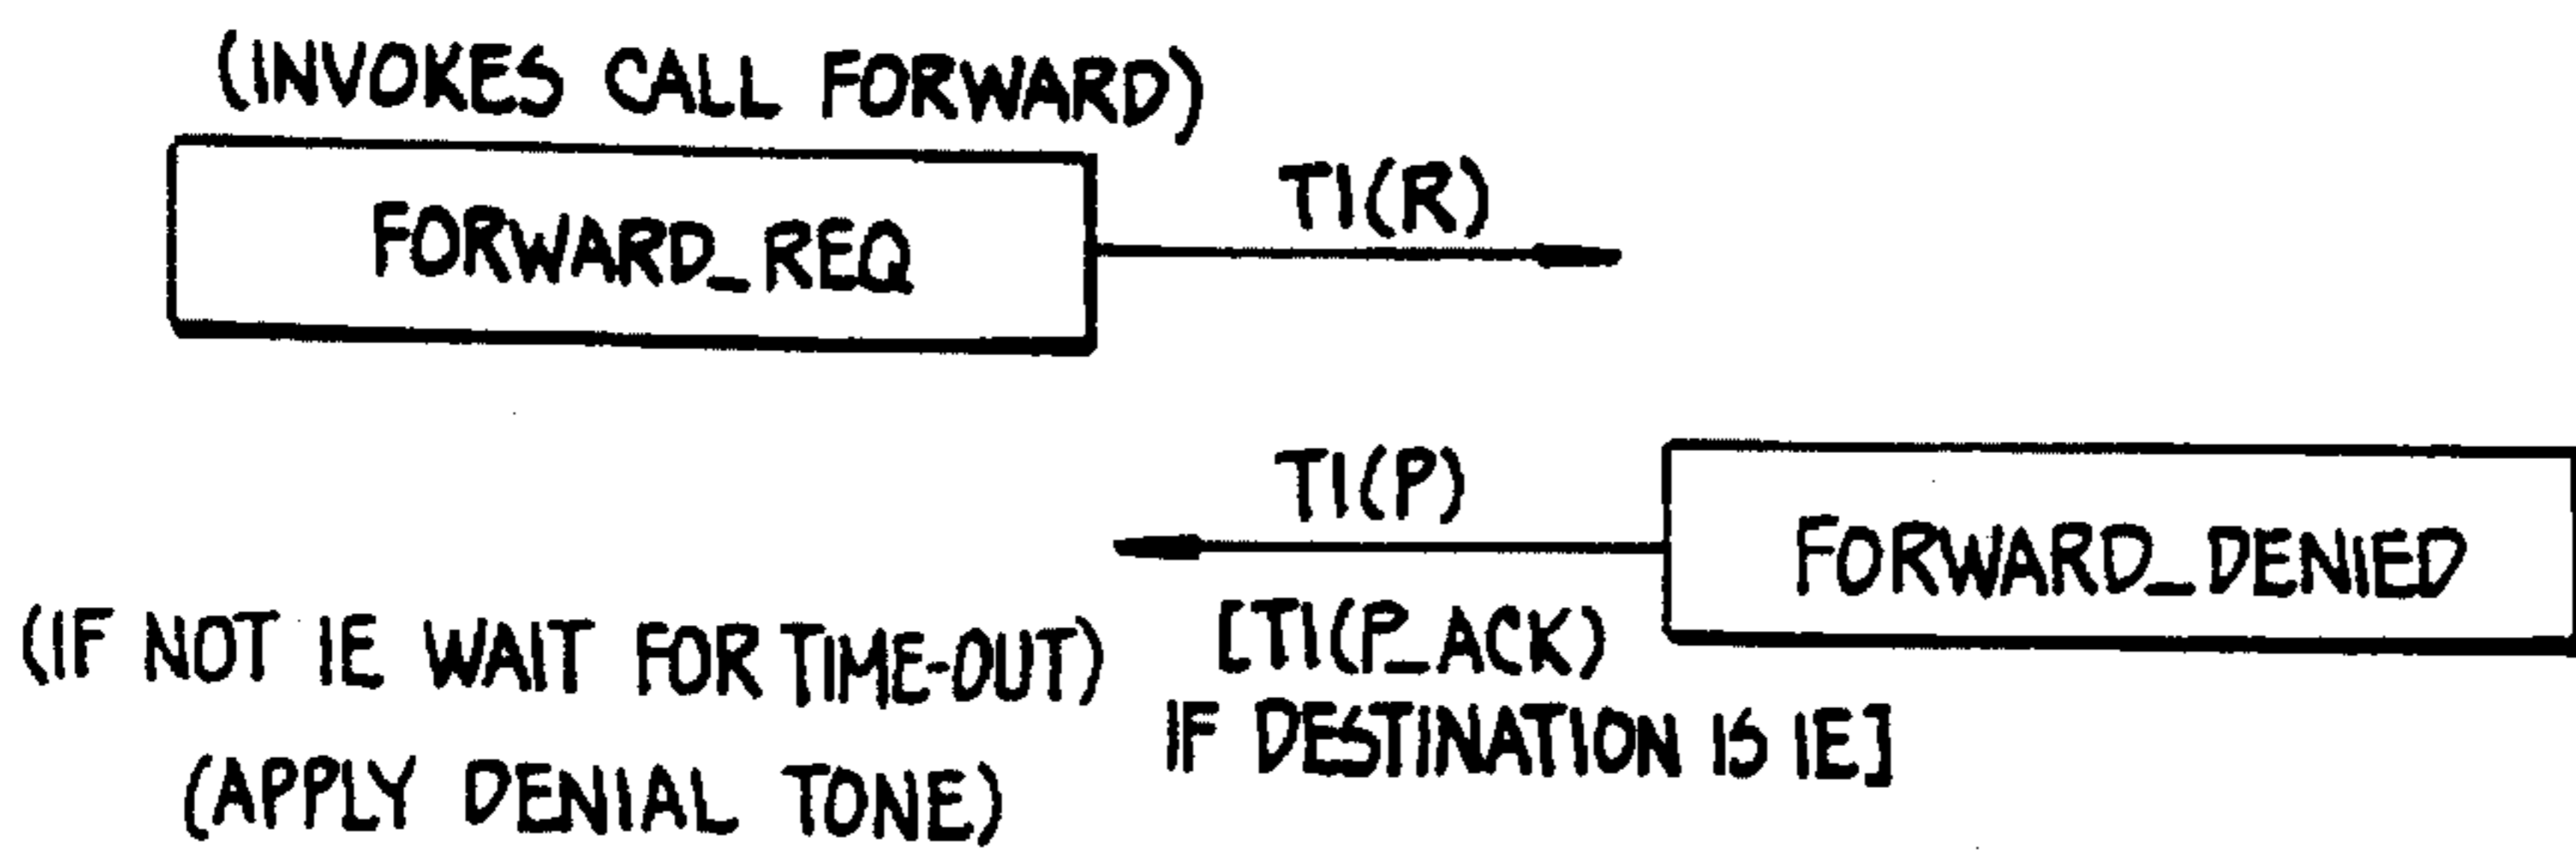 (INVOKES CALL FORWARD)
FORWARD_REQ
TI(R)
TI(P)
FORWARD_DENIED
[TI(P_ACK)
IF DESTINATION IS IE]
(IF NOT IE WAIT FOR TIME-OUT)
(APPLY DENIAL TONE)